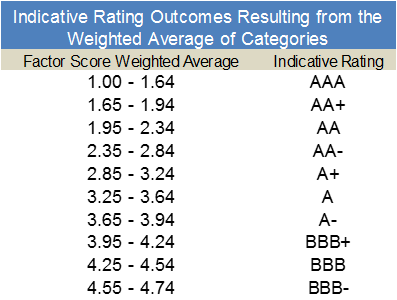 Indicative Rating Outcomes Resulting from the
Weighted Average of Categories
Factor Score Weighted Average Indicative Rating
1.00 - 1.64 AAA
1.65 - 1.94 AA+
1.95 - 2.34 AA
2.35 - 2.84 AA-
2.85 - 3.24 A+
3.25 - 3.64 A
3.65 - 3.94 A-
3.95 - 4.24 BBB+
4.25 - 4.54 BBB
4.55 - 4.74 BBB-